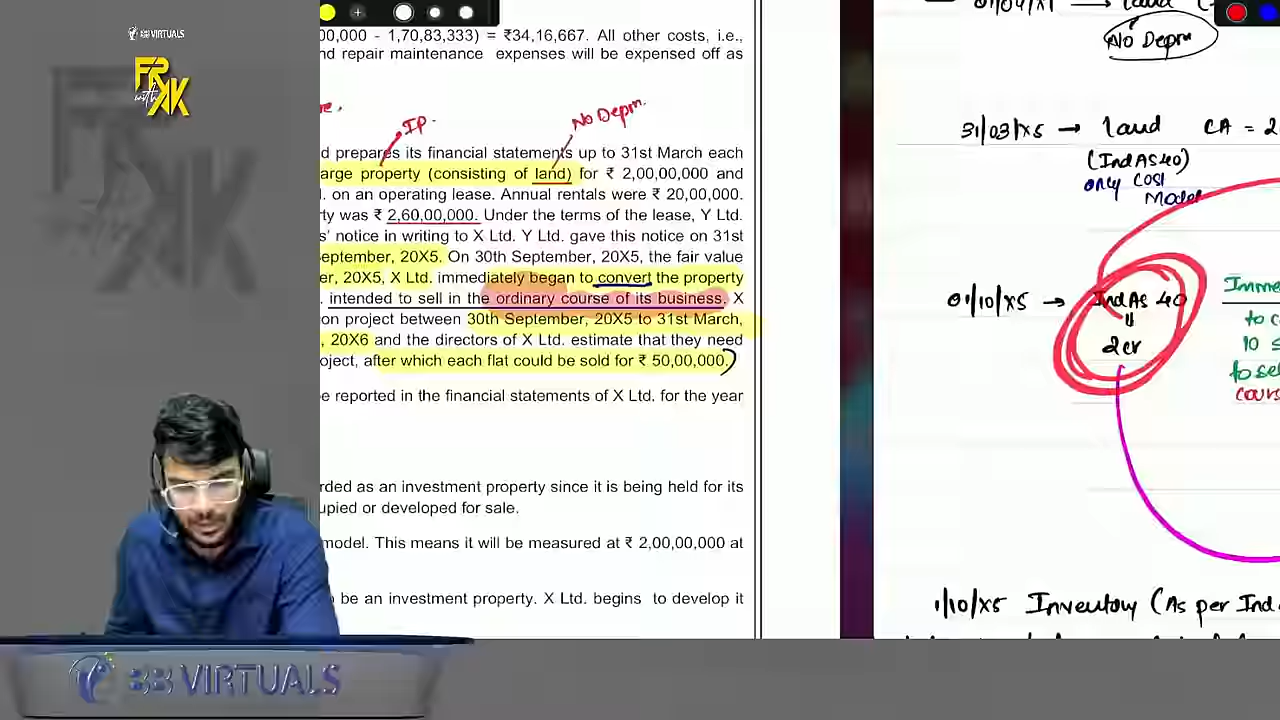 BB VIRTUALS
FR
with
AK
00,000 - 1,70,83,333) = ₹34,16,667. All other costs, i.e.,
nd repair maintenance expenses will be expensed off as
IP.
No Deprn.
d prepares its financial statements up to 31st March each
arge property (consisting of land) for ₹ 2,00,00,000 and
. on an operating lease. Annual rentals were ₹ 20,00,000.
rty was ₹ 2,60,00,000. Under the terms of the lease, Y Ltd.
s' notice in writing to X Ltd. Y Ltd. gave this notice on 31st
eptember, 20X5. On 30th September, 20X5, the fair value
er, 20X5, X Ltd. immediately began to convert the property
. intended to sell in the ordinary course of its business. X
on project between 30th September, 20X5 to 31st March,
, 20X6 and the directors of X Ltd. estimate that they need
oject, after which each flat could be sold for ₹ 50,00,000.
e reported in the financial statements of X Ltd. for the year
rded as an investment property since it is being held for its
upied or developed for sale.
model. This means it will be measured at ₹ 2,00,00,000 at
be an investment property. X Ltd. begins to develop it
No Deprn
31/03/X5 → Land CA = 2
(Ind AS 40)
only Cost
Model
01/10/X5 → Ind As 40
2cr
Imme
to c
10 s
to sel
cours
1/10/X5 Inventory (As per Ind
BB VIRTUALS